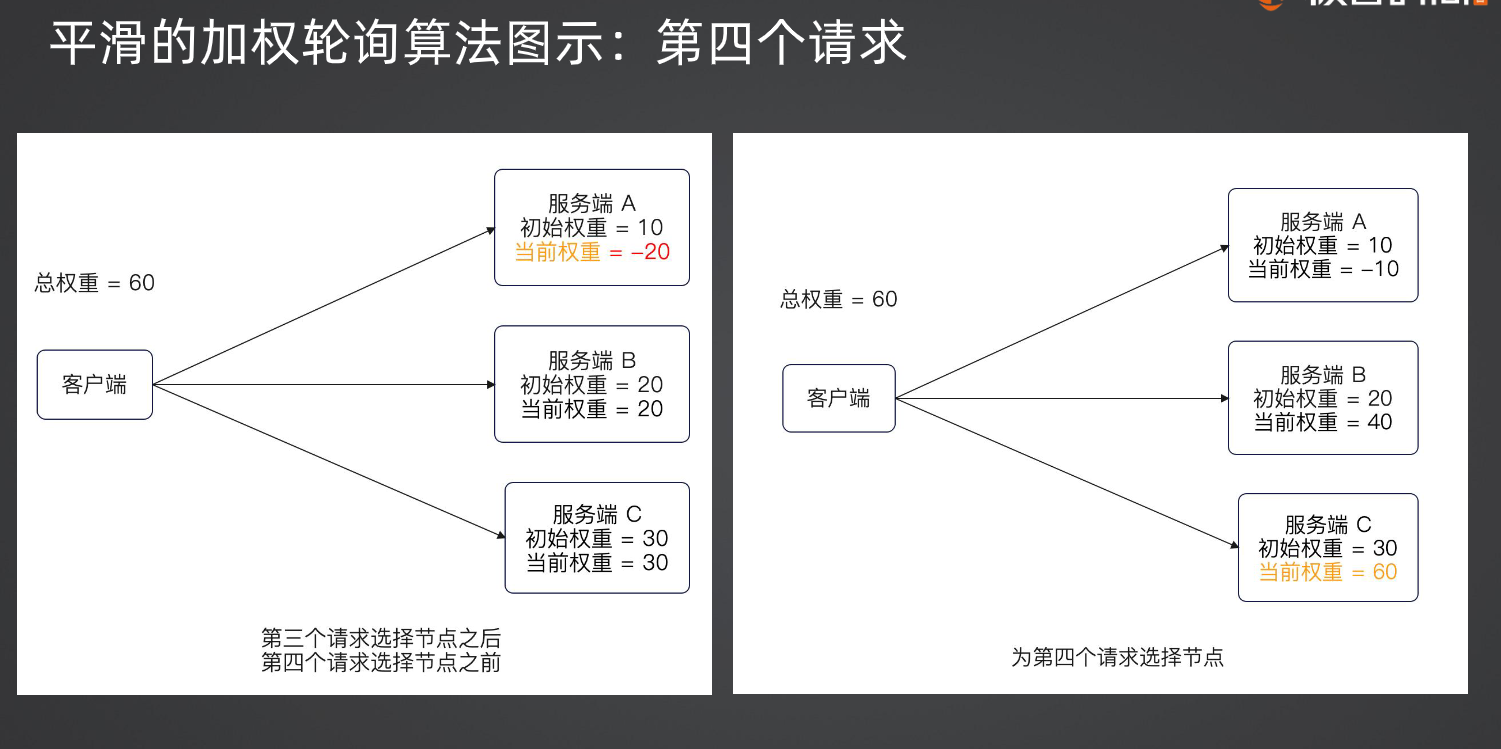 平滑的加权轮询算法图示：第四个请求
总权重 = 60
客户端
服务端 A
初始权重 = 10
当前权重 = -20
服务端 B
初始权重 = 20
当前权重 = 20
服务端 C
初始权重 = 30
当前权重 = 30
第三个请求选择节点之后
第四个请求选择节点之前
总权重 = 60
客户端
服务端 A
初始权重 = 10
当前权重 = -10
服务端 B
初始权重 = 20
当前权重 = 40
服务端 C
初始权重 = 30
当前权重 = 60
为第四个请求选择节点